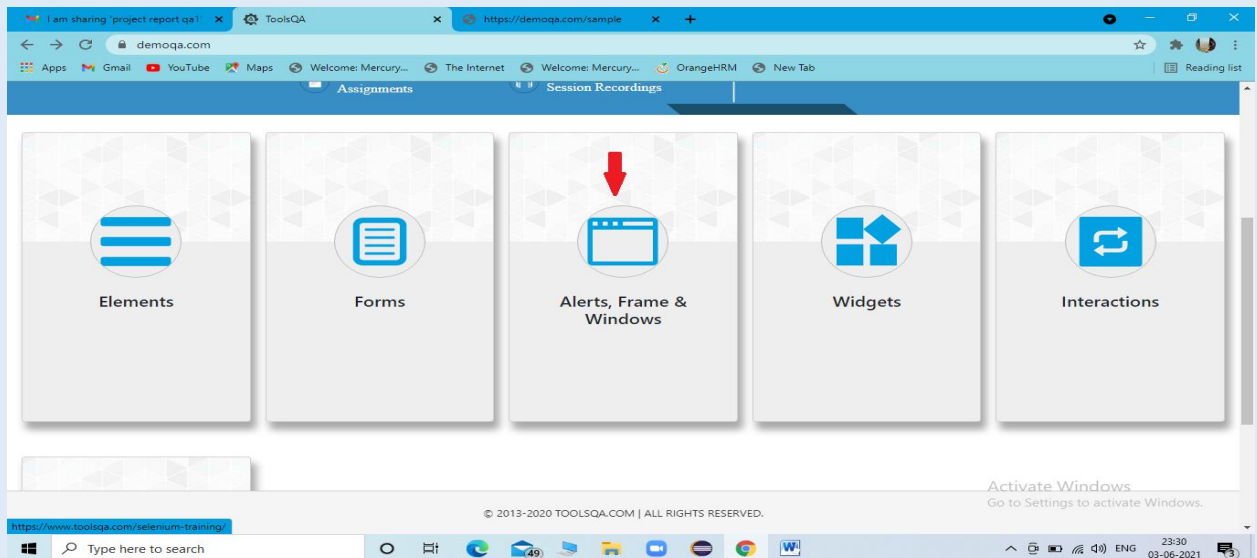 I am sharing 'project report qa1'
ToolsQA
https://demoqa.com/sample
demoqa.com
Apps
Gmail
YouTube
Maps
Welcome: Mercury...
The Internet
Welcome: Mercury...
OrangeHRM
New Tab
Reading list
Assignments
Session Recordings
Elements
Forms
Alerts, Frame &
Windows
Widgets
Interactions
Activate Windows
Go to Settings to activate Windows.
© 2013-2020 TOOLSQA.COM | ALL RIGHTS RESERVED.
https://www.toolsqa.com/selenium-training/
Type here to search
49
W
ENG
23:30
03-06-2021
3